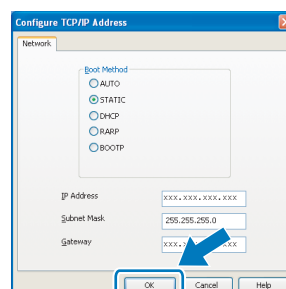 Configure TCP/IP Address
Network
Boot Method
AUTO
STATIC
DHCP
RARP
BOOTP
IP Address xxx.xxx.xxx.xxx
Subnet Mask 255.255.255.0
Gateway
OK Cancel Help